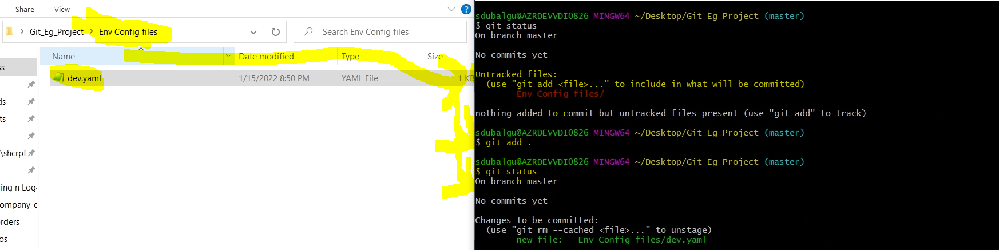 Share View
Git_Eg_Project > Env Config files
Search Env Config files
Name Date modified Type Size
dev.yaml 1/15/2022 8:50 PM YAML File 1 KB
ss
ds
ts
\shcrpf
ing n Log4
ompany-c
orders
os
sdubalgu@AZRDEVVDI0826 MINGW64 ~/Desktop/Git_Eg_Project (master)
$ git status
On branch master
No commits yet
Untracked files:
(use "git add <file>..." to include in what will be committed)
Env Config files/
nothing added to commit but untracked files present (use "git add" to track)
sdubalgu@AZRDEVVDI0826 MINGW64 ~/Desktop/Git_Eg_Project (master)
$ git add .
sdubalgu@AZRDEVVDI0826 MINGW64 ~/Desktop/Git_Eg_Project (master)
$ git status
On branch master
No commits yet
Changes to be committed:
(use "git rm --cached <file>..." to unstage)
new file: Env Config files/dev.yaml